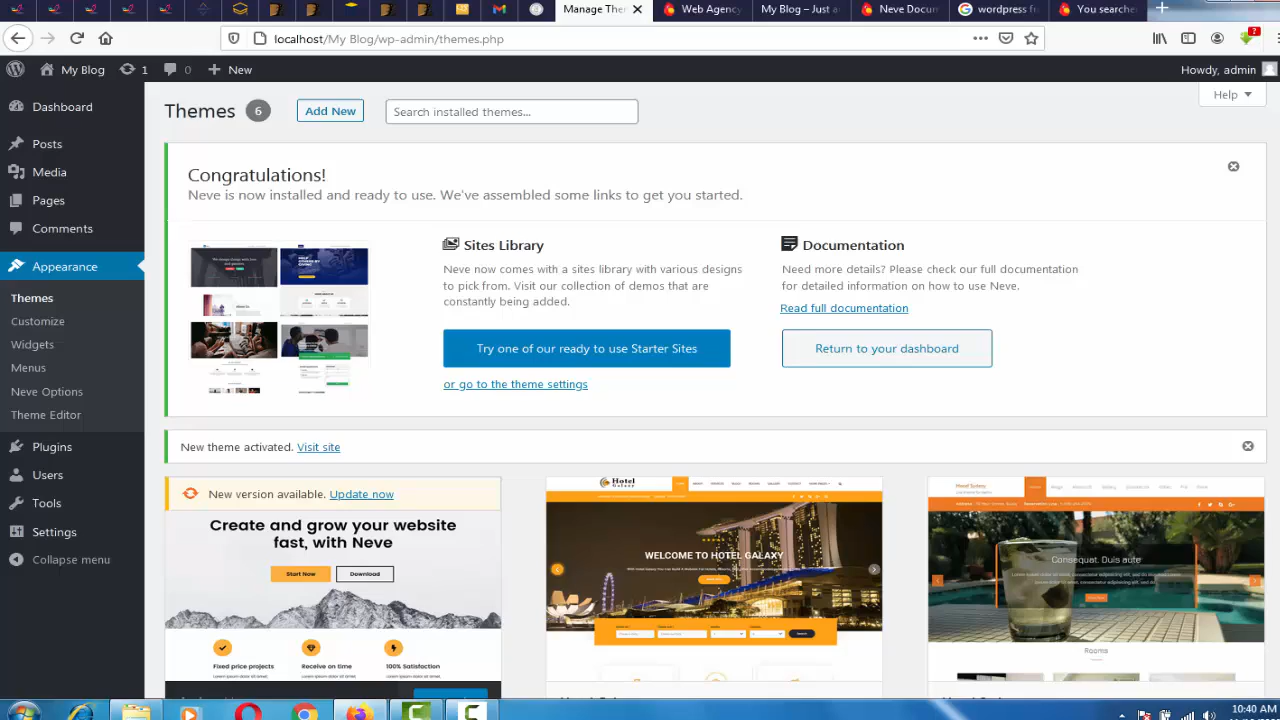 Manage The
Web Agency
My Blog – Just a
Neve Docum
wordpress f
You searche
localhost/My Blog/wp-admin/themes.php
My Blog
1
0
New
Howdy, admin
Dashboard
Posts
Media
Pages
Comments
Appearance
Themes
Customize
Widgets
Menus
Neve Options
Theme Editor
Plugins
Users
Tools
Settings
Collapse menu
Themes 6
Add New
Search installed themes...
Help
Congratulations!
Neve is now installed and ready to use. We've assembled some links to get you started.
Sites Library
Neve now comes with a sites library with various designs
to pick from. Visit our collection of demos that are
constantly being added.
Try one of our ready to use Starter Sites
or go to the theme settings
Documentation
Need more details? Please check our full documentation
for detailed information on how to use Neve.
Read full documentation
Return to your dashboard
New theme activated. Visit site
New version available. Update now
Create and grow your website
fast, with Neve
Start Now
Download
Fixed price projects
Receive on time
100% Satisfaction
Hotel
Galaxy
WELCOME TO HOTEL GALAXY
Consequat. Duis aute
Rooms
10:40 AM